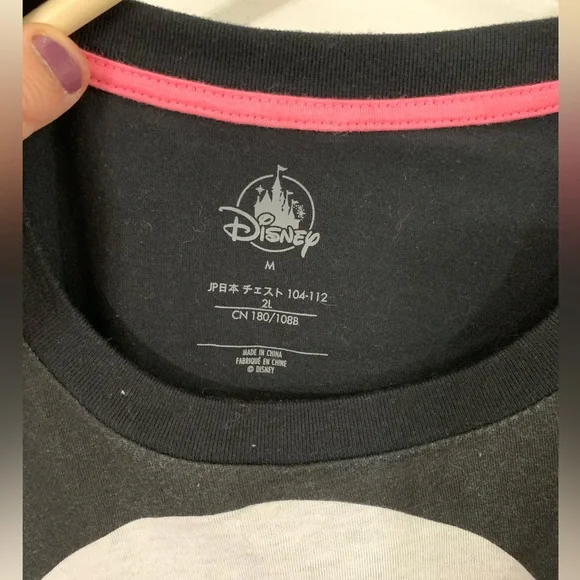 Disney
M
JP日本 チェスト 104-112
2L
CN 180/108B
MADE IN CHINA
FABRIQUÉ EN CHINE
© DISNEY